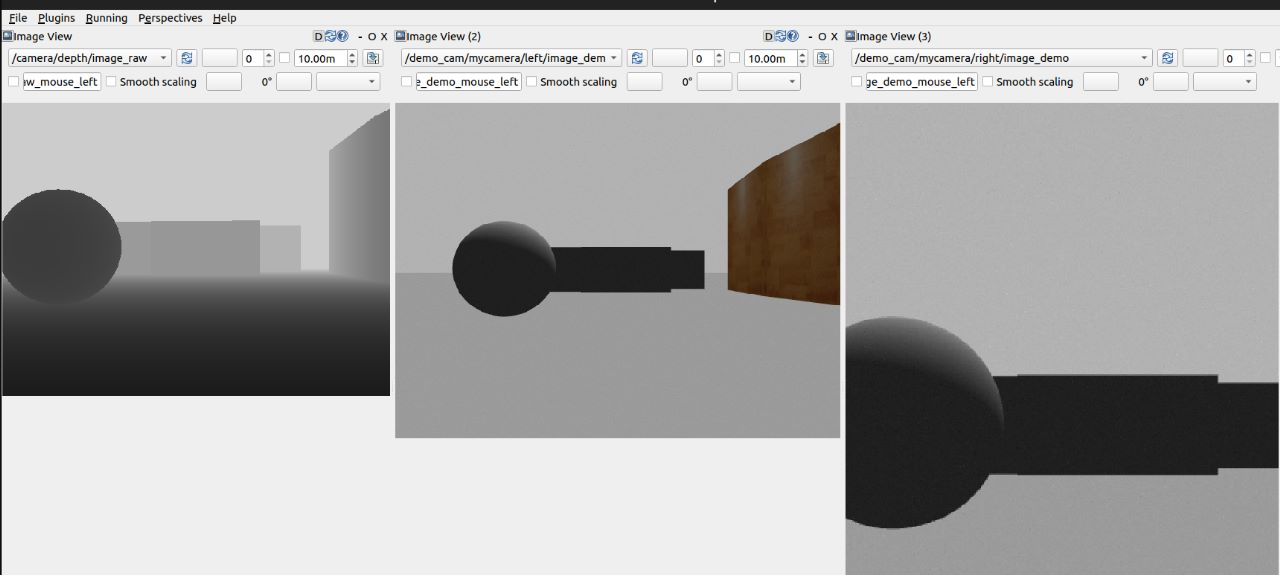 File Plugins Running Perspectives Help
Image View D - O X
/camera/depth/image_raw 0 10.00m
w_mouse_left Smooth scaling 0°
Image View (2) D - O X
/demo_cam/mycamera/left/image_dem 0 10.00m
e_demo_mouse_left Smooth scaling 0°
Image View (3)
/demo_cam/mycamera/right/image_demo 0
ge_demo_mouse_left Smooth scaling 0°